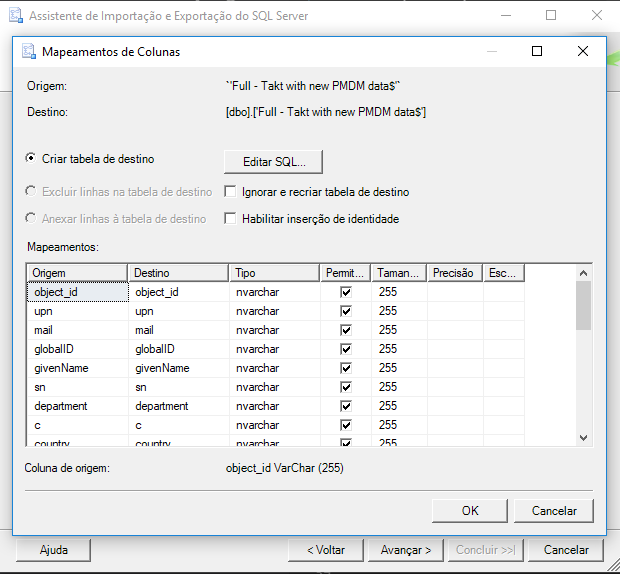 Assistente de Importação e Exportação do SQL Server
Mapeamentos de Colunas
Origem: `'Full - Takt with new PMDM data$'`
Destino: [dbo].['Full - Takt with new PMDM data$']
Criar tabela de destino Editar SQL...
Excluir linhas na tabela de destino Ignorar e recriar tabela de destino
Anexar linhas à tabela de destino Habilitar inserção de identidade
Mapeamentos:
Origem Destino Tipo Permit... Taman... Precisão Esc...
object_id object_id nvarchar 255
upn upn nvarchar 255
mail mail nvarchar 255
globalID globalID nvarchar 255
givenName givenName nvarchar 255
sn sn nvarchar 255
department department nvarchar 255
c c nvarchar 255
country country nvarchar 255
Coluna de origem: object_id VarChar (255)
OK Cancelar
Ajuda < Voltar Avançar > Concluir >>| Cancelar